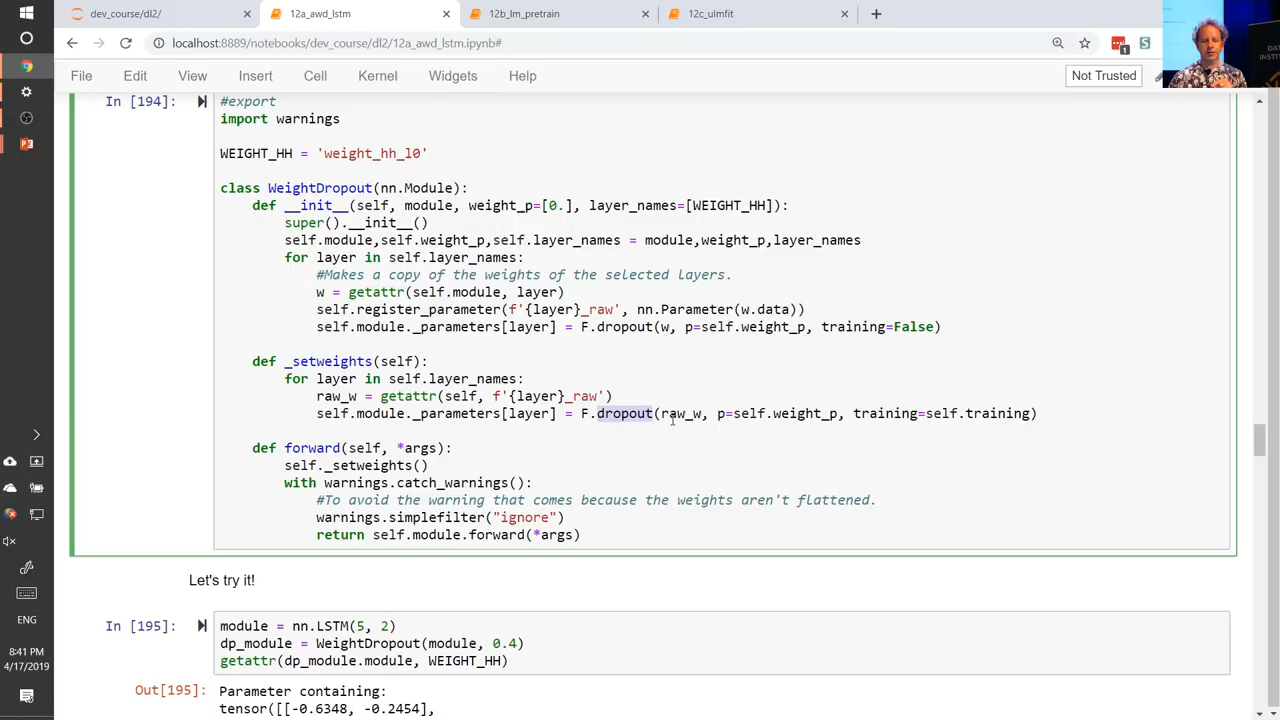 dev_course/dl2/
12a_awd_lstm
12b_lm_pretrain
12c_ulmfit
localhost:8889/notebooks/dev_course/dl2/12a_awd_lstm.ipynb#
File Edit View Insert Cell Kernel Widgets Help
Not Trusted
In [194]:
#export
import warnings
WEIGHT_HH = 'weight_hh_l0'
class WeightDropout(nn.Module):
def __init__(self, module, weight_p=[0.], layer_names=[WEIGHT_HH]):
super().__init__()
self.module,self.weight_p,self.layer_names = module,weight_p,layer_names
for layer in self.layer_names:
#Makes a copy of the weights of the selected layers.
w = getattr(self.module, layer)
self.register_parameter(f'{layer}_raw', nn.Parameter(w.data))
self.module._parameters[layer] = F.dropout(w, p=self.weight_p, training=False)
def _setweights(self):
for layer in self.layer_names:
raw_w = getattr(self, f'{layer}_raw')
self.module._parameters[layer] = F.dropout(raw_w, p=self.weight_p, training=self.training)
def forward(self, *args):
self._setweights()
with warnings.catch_warnings():
#To avoid the warning that comes because the weights aren't flattened.
warnings.simplefilter("ignore")
return self.module.forward(*args)
Let's try it!
In [195]:
module = nn.LSTM(5, 2)
dp_module = WeightDropout(module, 0.4)
getattr(dp_module.module, WEIGHT_HH)
Out[195]:
Parameter containing:
tensor([[-0.6348, -0.2454],
ENG
8:41 PM
4/17/2019